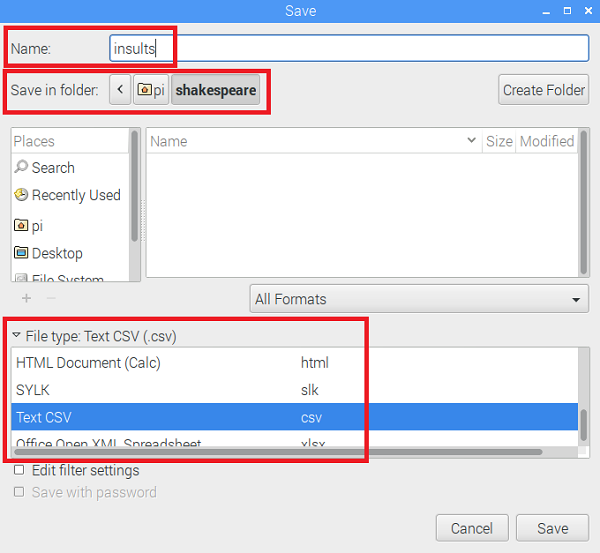 Save
Name: insults
Save in folder: < pi shakespeare Create Folder
Places Name Size Modified
Search
Recently Used
pi
Desktop
File System
All Formats
File type: Text CSV (.csv)
HTML Document (Calc) html
SYLK slk
Text CSV csv
Office Open XML Spreadsheet xlsx
Edit filter settings
Save with password
Cancel Save